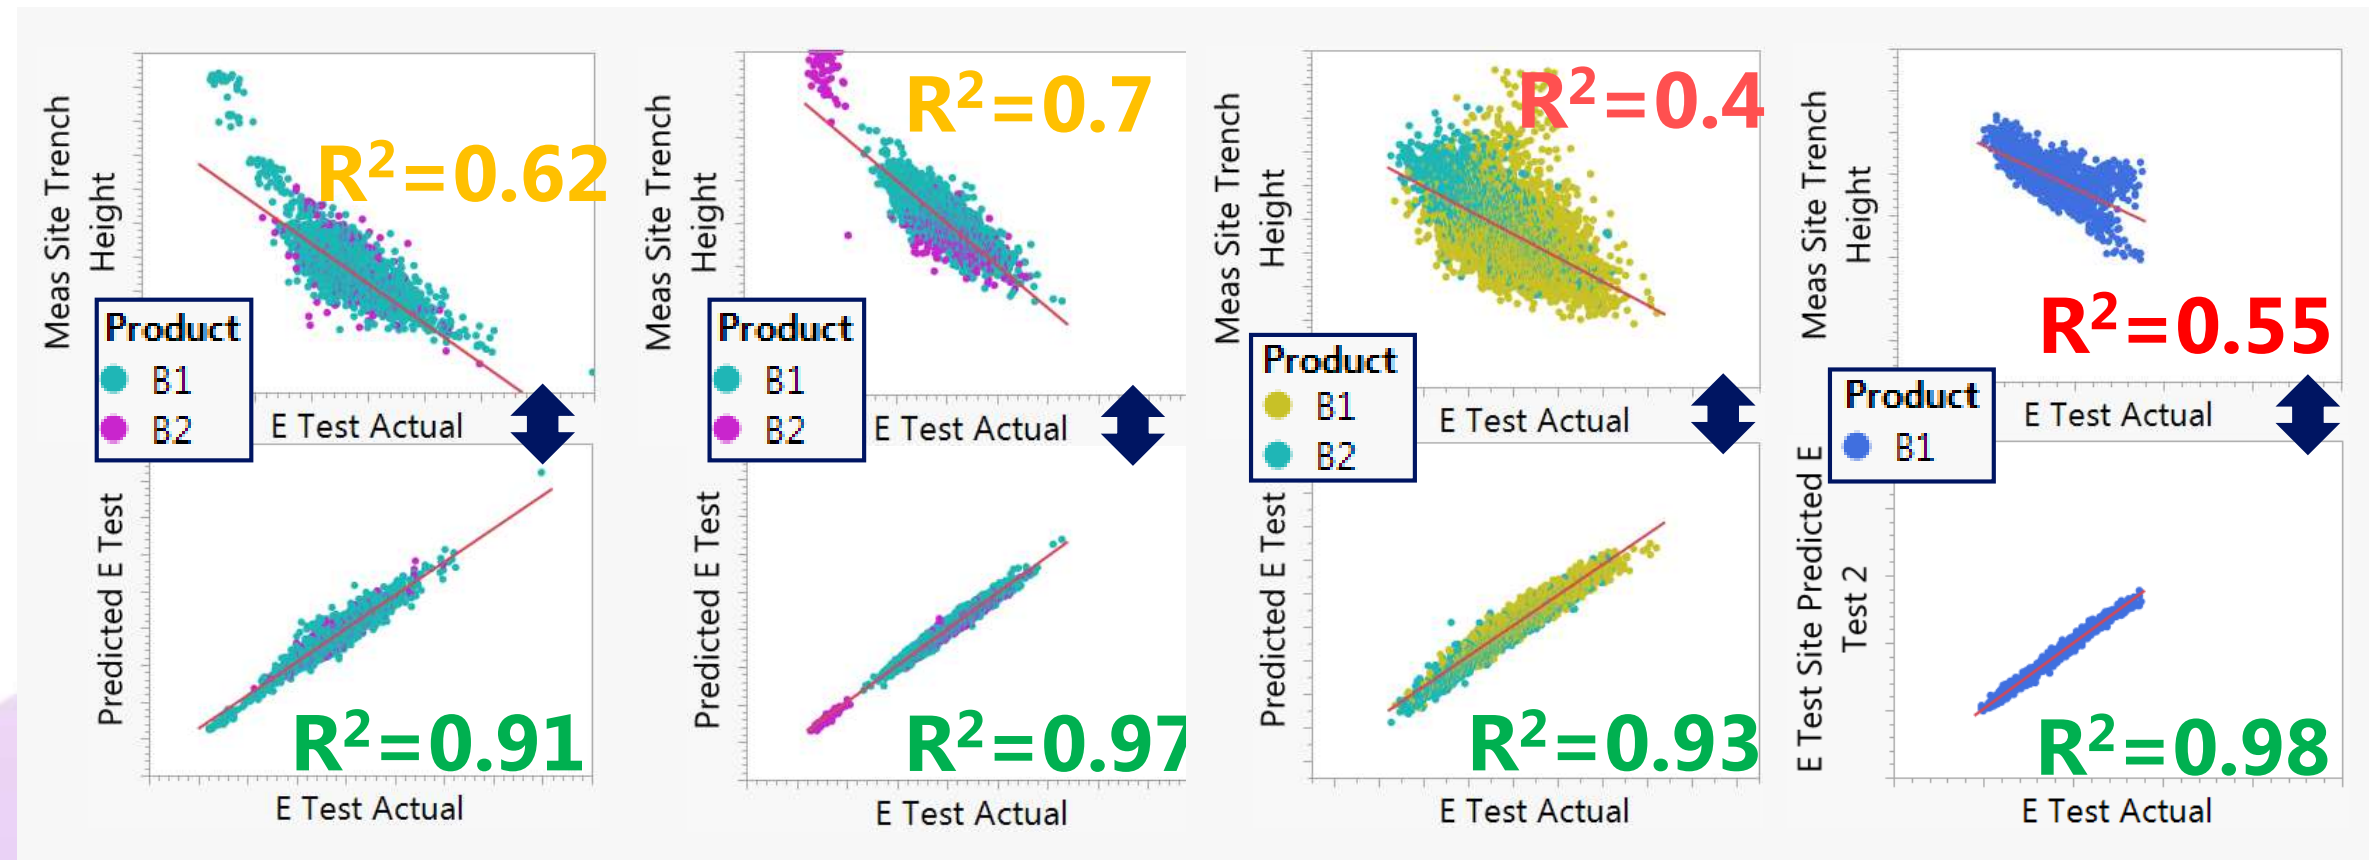 Meas Site Trench
Height
R²=0.62
Product
B1
B2
E Test Actual
Predicted E Test
R²=0.91
E Test Actual
Meas Site Trench
Height
R²=0.7
Product
B1
B2
E Test Actual
Predicted E Test
R²=0.97
E Test Actual
Meas Site Trench
Height
R²=0.4
Product
B1
B2
E Test Actual
Predicted E Test
R²=0.93
E Test Actual
Meas Site Trench
Height
R²=0.55
Product
B1
E Test Actual
E Test Site Predicted E
Test 2
R²=0.98
E Test Actual